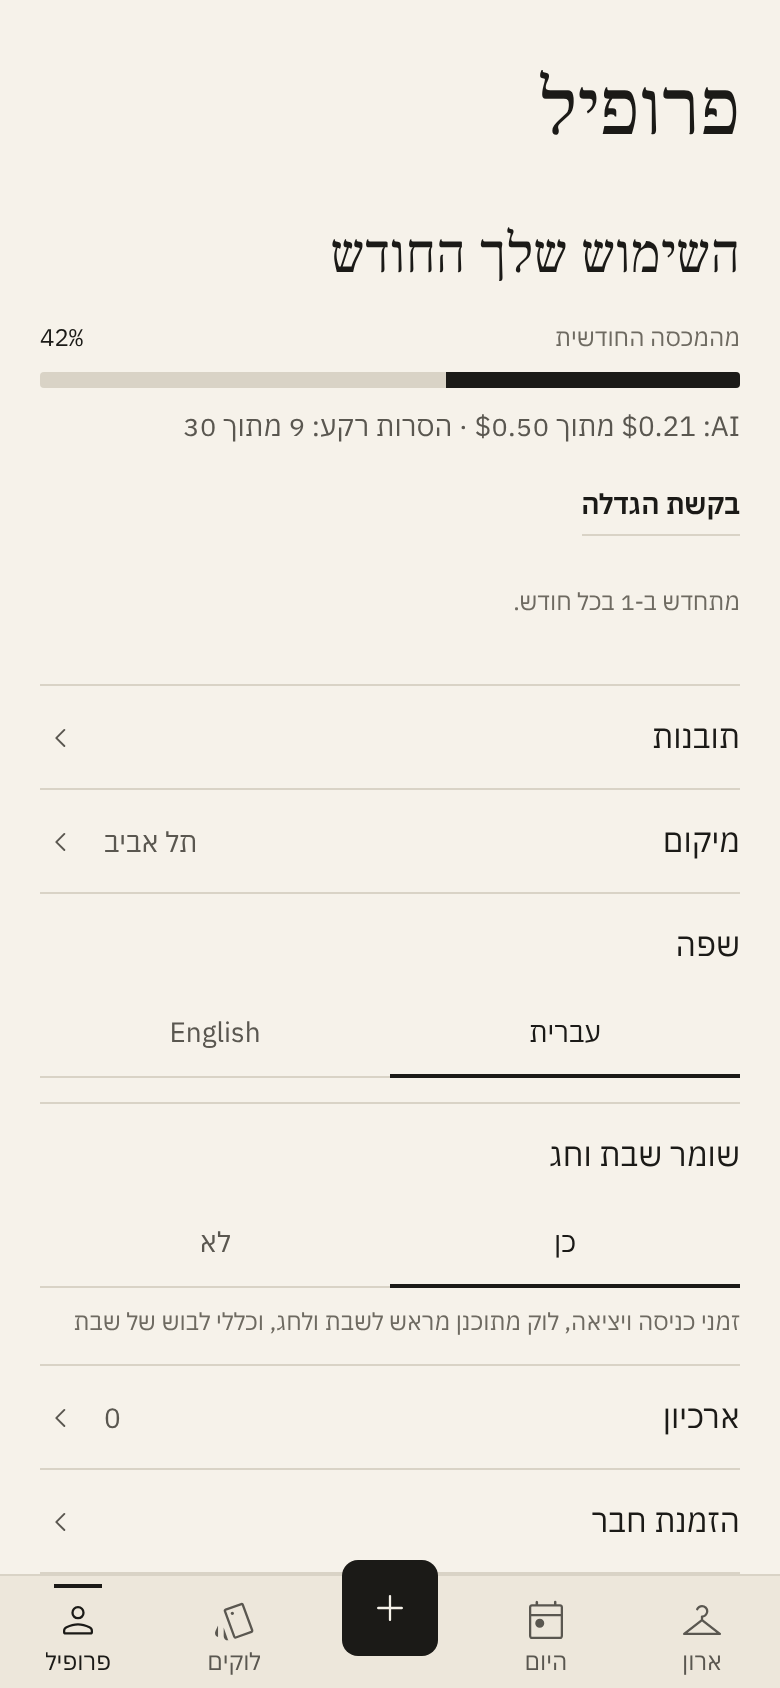 פרופיל
השימוש שלך החודש
מהמכסה החודשית 42%
AI: $0.21 מתוך $0.50 · הסרות רקע: 9 מתוך 30
בקשת הגדלה
מתחדש ב-1 בכל חודש.
תובנות
מיקום תל אביב
שפה
עברית English
שומר שבת וחג
כן לא
זמני כניסה ויציאה, לוק מתוכנן מראש לשבת ולחג, וכללי לבוש של שבת
ארכיון 0
הזמנת חבר
ארון היום לוקים פרופיל